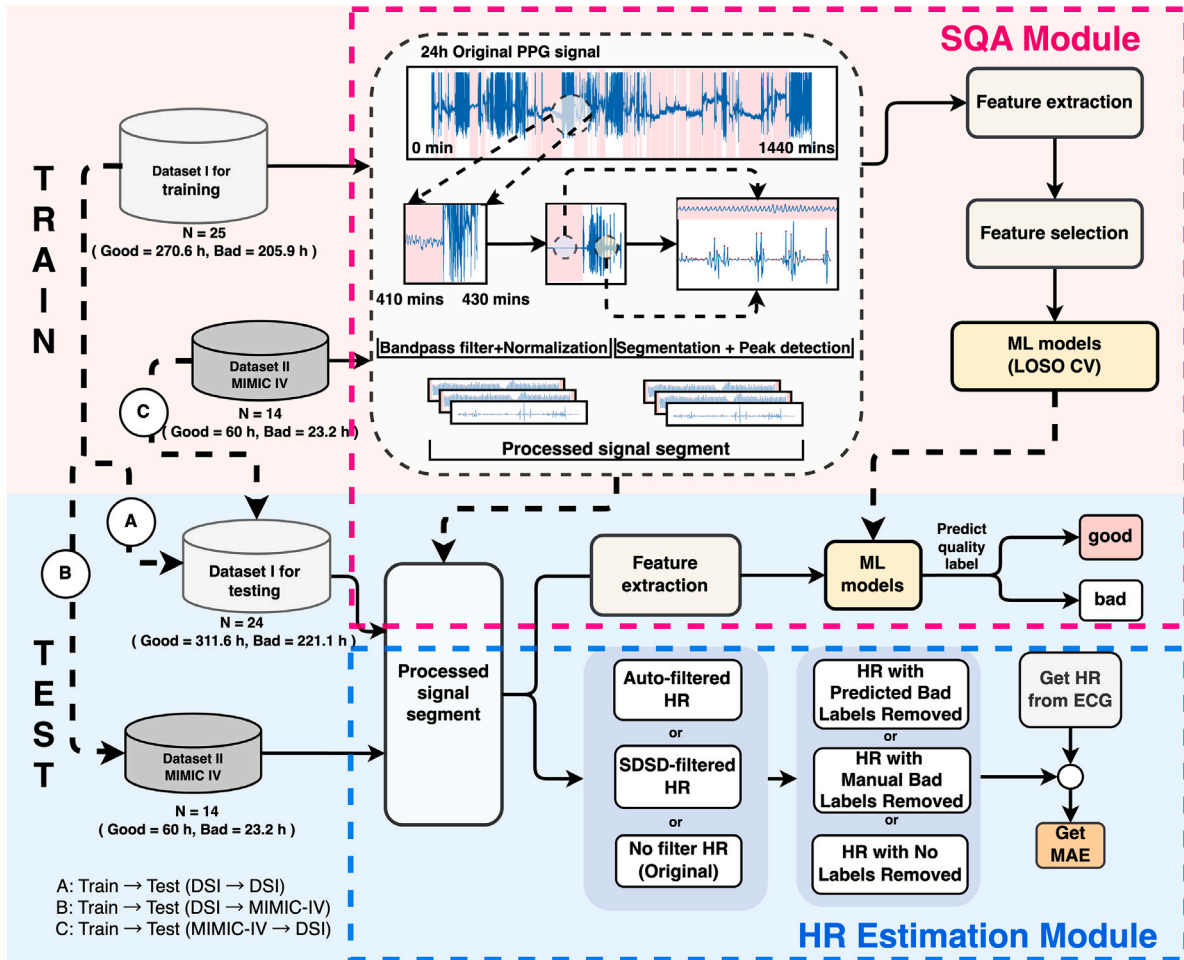 SQA Module
24h Original PPG signal
0 min
1440 mins
Feature extraction
T
R
A
I
N
Dataset I for
training
N = 25
( Good = 270.6 h, Bad = 205.9 h )
Feature selection
410 mins
430 mins
Dataset II
MIMIC IV
N = 14
( Good = 60 h, Bad = 23.2 h )
Bandpass filter+Normalization
Segmentation + Peak detection
ML models
(LOSO CV)
C
Processed signal segment
A
B
T
E
S
T
Dataset I for
testing
N = 24
( Good = 311.6 h, Bad = 221.1 h )
Feature
extraction
ML
models
Predict
quality
label
good
bad
Processed
signal
segment
Dataset II
MIMIC IV
N = 14
( Good = 60 h, Bad = 23.2 h )
Auto-filtered
HR
or
SDSD-filtered
HR
or
No filter HR
(Original)
HR with
Predicted Bad
Labels Removed
or
HR with
Manual Bad
Labels Removed
or
HR with No
Labels Removed
Get HR
from ECG
Get
MAE
A: Train → Test (DSI → DSI)
B: Train → Test (DSI → MIMIC-IV)
C: Train → Test (MIMIC-IV → DSI)
HR Estimation Module